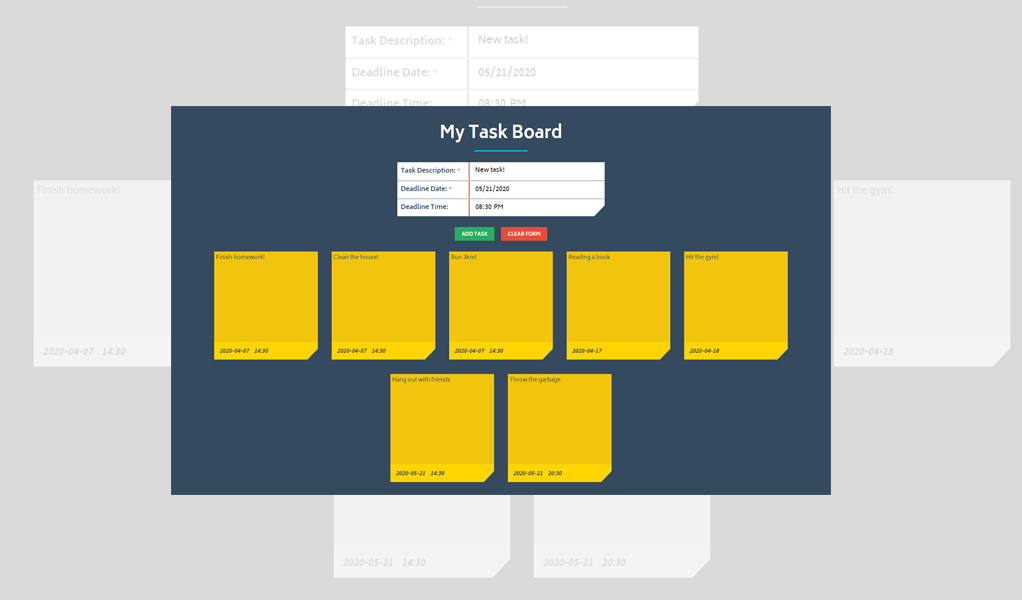 Task Description: * New task!
Deadline Date: * 05/21/2020
Deadline Time: 08:30 PM
My Task Board
Task Description: * New task!
Deadline Date: * 05/21/2020
Deadline Time: 08:30 PM
ADD TASK CLEAR FORM
Finish homework! Hit the gym!
Finish homework! Clean the house! Run 3km! Reading a book Hit the gym!
2020-04-07 14:30 2020-04-07 14:30 2020-04-07 14:30 2020-04-17 2020-04-18
2020-04-07 14:30 2020-04-18
Hang out with friends Throw the garbage
2020-05-21 14:30 2020-05-21 20:30
2020-05-21 14:30 2020-05-21 20:30